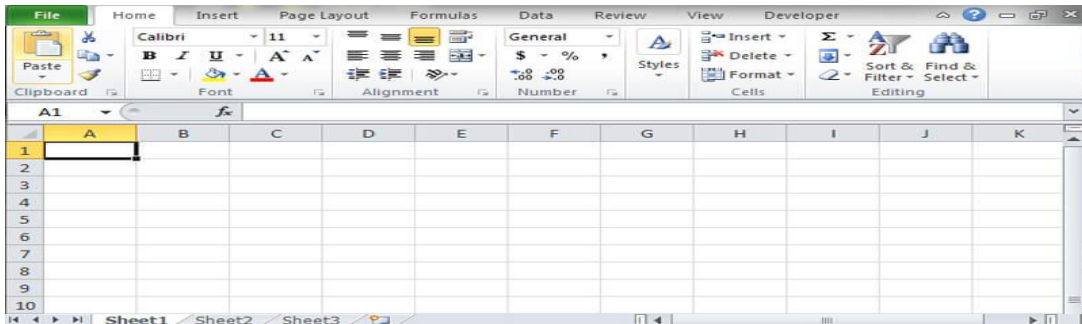 File Home Insert Page Layout Formulas Data Review View Developer
Calibri 11 General Insert
B I U A A $ % , Delete
Paste A .00 .00 Styles Format Sort & Find &
Filter Select
Clipboard Font Alignment Number Cells Editing
A1 fx
A B C D E F G H I J K
1
2
3
4
5
6
7
8
9
10
Sheet1 Sheet2 Sheet3